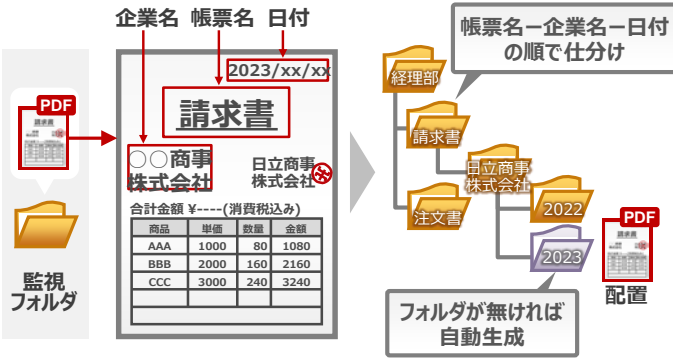 企業名 帳票名 日付
PDF
監視
フォルダ
2023/xx/xx
請求書
○○商事
株式会社
日立商事
株式会社
合計金額 ¥----(消費税込み)
商品 単価 数量 金額
AAA 1000 80 1080
BBB 2000 160 2160
CCC 3000 240 3240
帳票名－企業名－日付
の順で仕分け
経理部
請求書
日立商事
株式会社
注文書
2022
2023
PDF
請求書
配置
フォルダが無ければ
自動生成